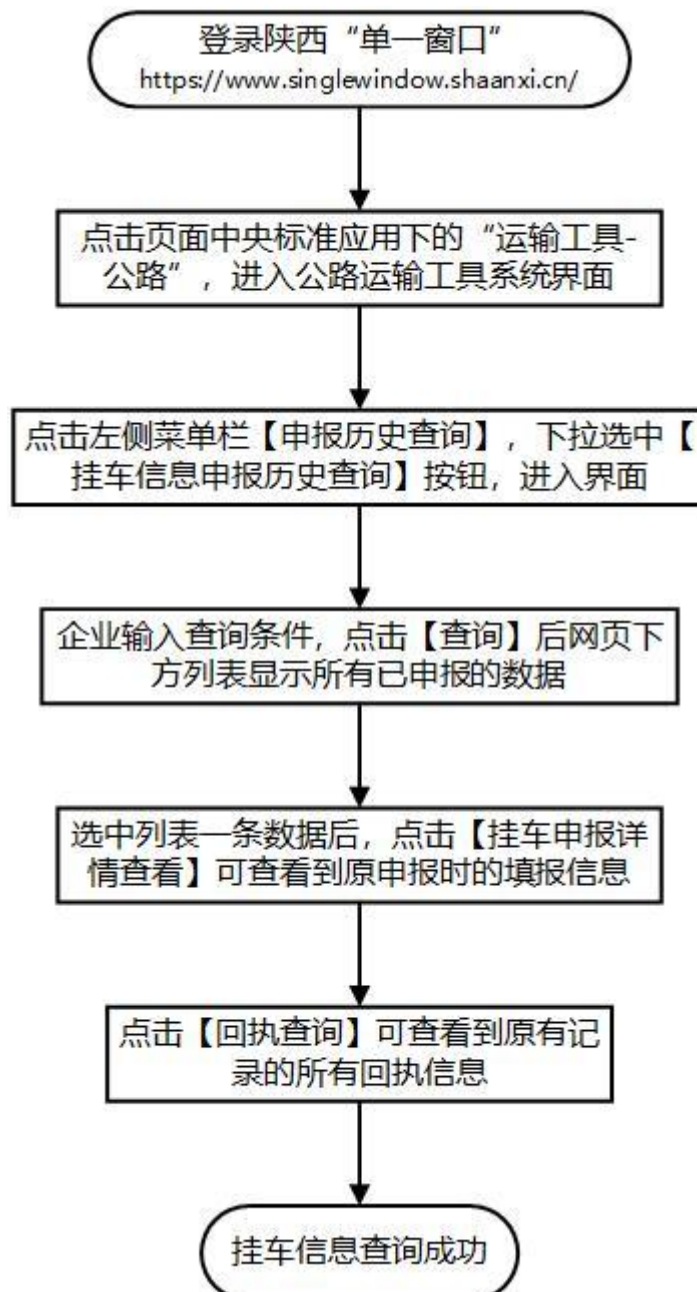 登录陕西“单一窗口”
https://www.singlewindow.shaanxi.cn/
点击页面中央标准应用下的“运输工具-
公路”，进入公路运输工具系统界面
点击左侧菜单栏【申报历史查询】，下拉选中【
挂车信息申报历史查询】按钮，进入界面
企业输入查询条件，点击【查询】后网页下
方列表显示所有已申报的数据
选中列表一条数据后，点击【挂车申报详
情查看】可查看到原申报时的填报信息
点击【回执查询】可查看到原有记
录的所有回执信息
挂车信息查询成功